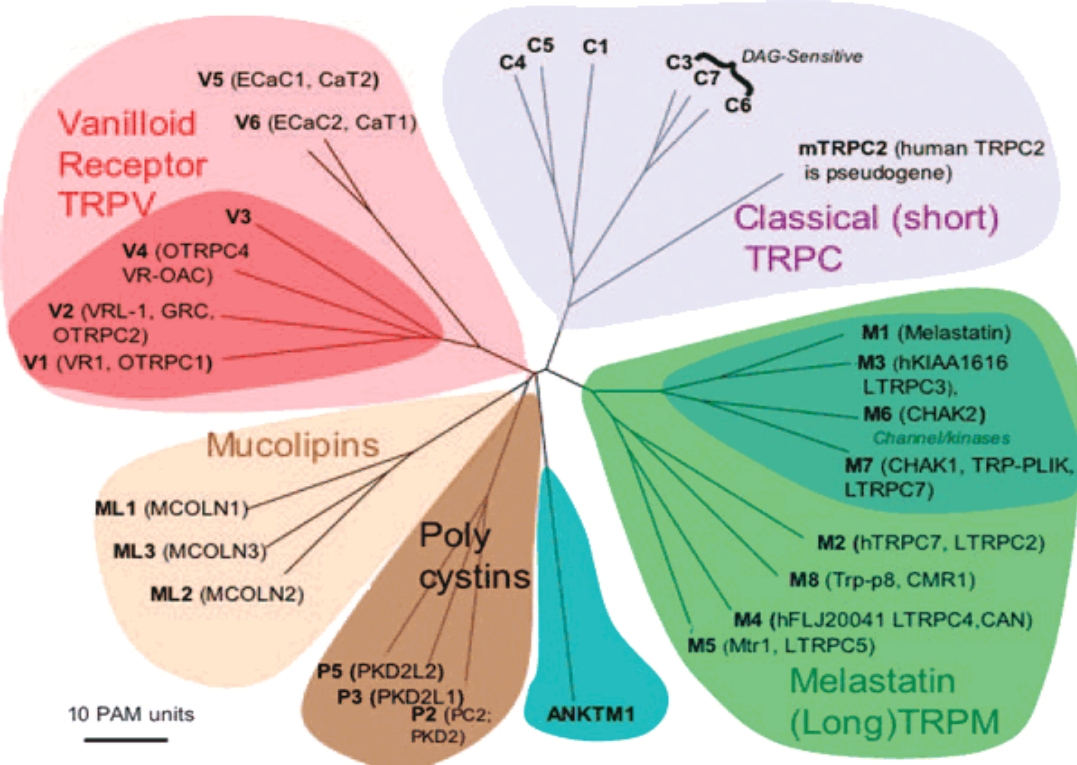 V5 (ECaC1, CaT2)
V6 (ECaC2, CaT1)
Vanilloid
Receptor
TRPV
V3
V4 (OTRPC4
VR-OAC)
V2 (VRL-1, GRC,
OTRPC2)
V1 (VR1, OTRPC1)
C4
C5
C1
C3
C7
C6
DAG-Sensitive
mTRPC2 (human TRPC2
is pseudogene)
Classical (short)
TRPC
M1 (Melastatin)
M3 (hKIAA1616
LTRPC3),
M6 (CHAK2)
Channel/kinases
M7 (CHAK1, TRP-PLIK,
LTRPC7)
M2 (hTRPC7, LTRPC2)
M8 (Trp-p8, CMR1)
M4 (hFLJ20041 LTRPC4,CAN)
M5 (Mtr1, LTRPC5)
Melastatin
(Long)TRPM
Mucolipins
ML1 (MCOLN1)
ML3 (MCOLN3)
ML2 (MCOLN2)
Poly
cystins
P5 (PKD2L2)
P3 (PKD2L1)
P2 (PC2;
PKD2)
ANKTM1
10 PAM units